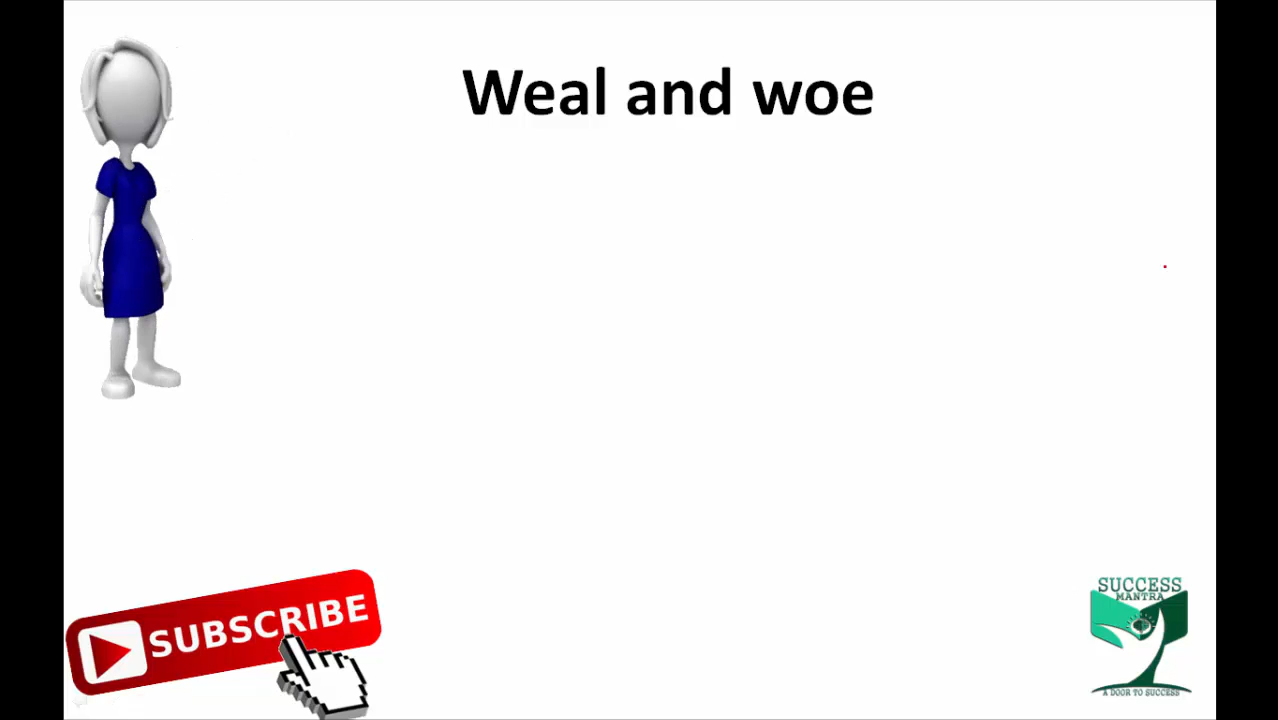 Weal and woe
SUBSCRIBE
SUCCESS
MANTRA
A DOOR TO SUCCESS